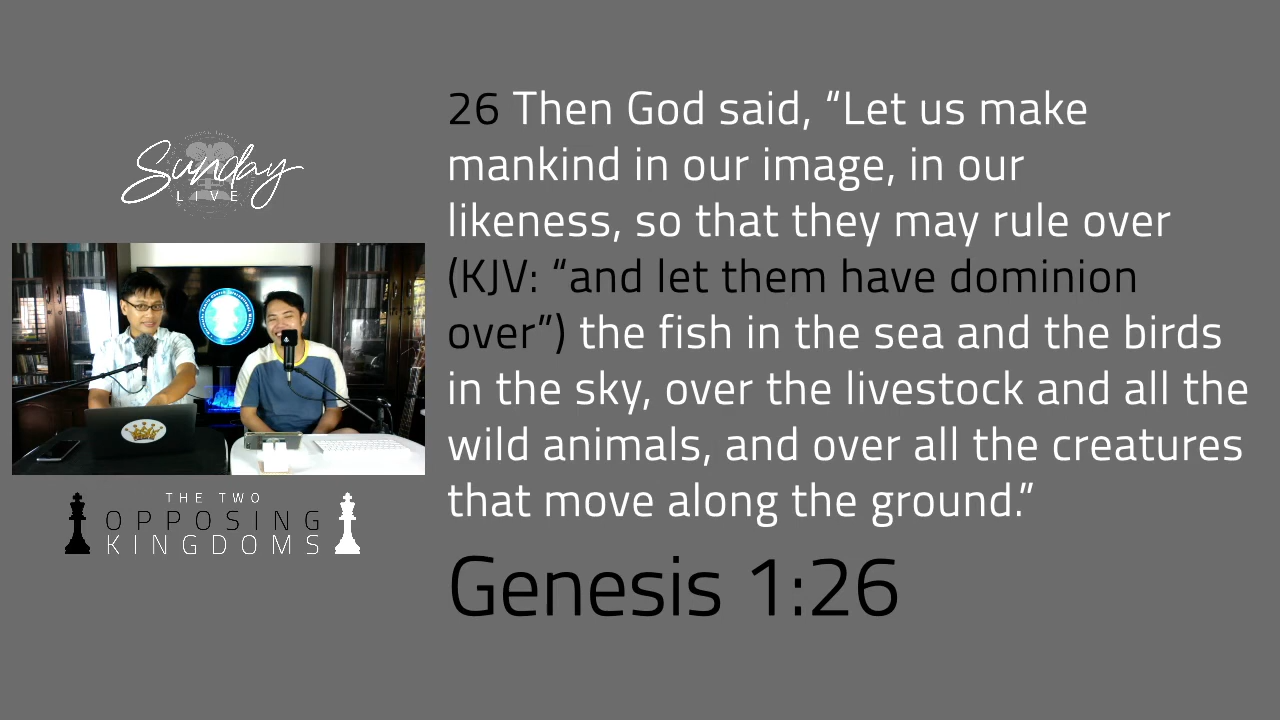 Sunday
LIVE
THE TWO
OPPOSING
KINGDOMS
26 Then God said, “Let us make
mankind in our image, in our
likeness, so that they may rule over
(KJV: “and let them have dominion
over”) the fish in the sea and the birds
in the sky, over the livestock and all the
wild animals, and over all the creatures
that move along the ground.”
Genesis 1:26